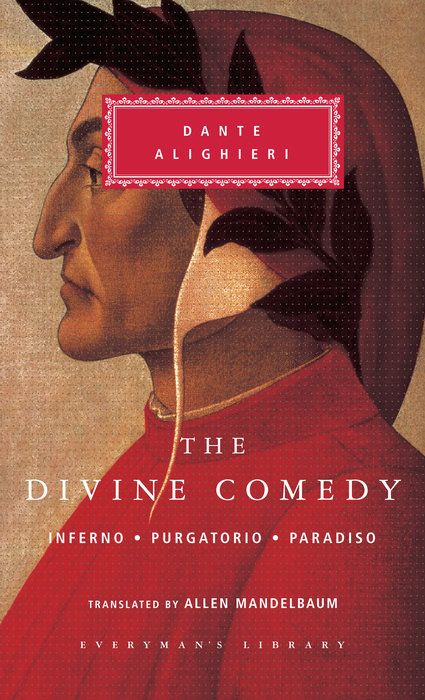 DANTE
ALIGHIERI
THE
DIVINE COMEDY
INFERNO • PURGATORIO • PARADISO
TRANSLATED BY ALLEN MANDELBAUM
EVERYMAN'S LIBRARY